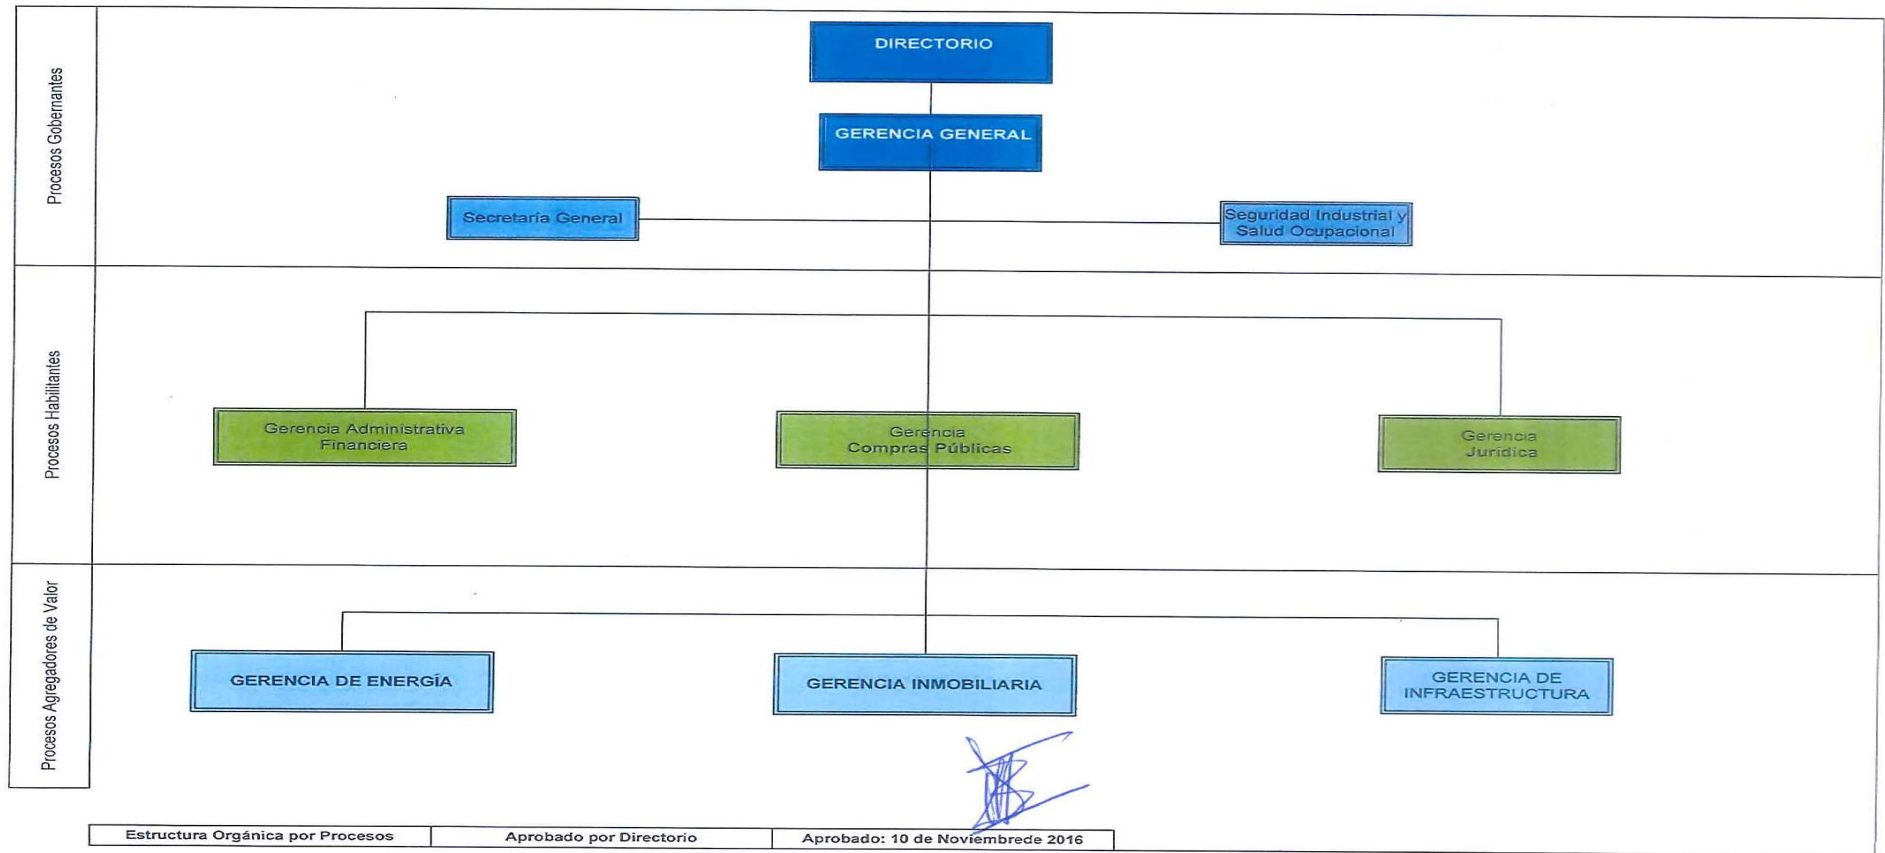 Procesos Gobernantes
DIRECTORIO
GERENCIA GENERAL
Secretaría General
Seguridad Industrial y
Salud Ocupacional
Procesos Habilitantes
Gerencia Administrativa
Financiera
Gerencia
Compras Públicas
Gerencia
Jurídica
Procesos Agregadores de Valor
GERENCIA DE ENERGÍA
GERENCIA INMOBILIARIA
GERENCIA DE
INFRAESTRUCTURA
Estructura Orgánica por Procesos
Aprobado por Directorio
Aprobado: 10 de Noviembrede 2016